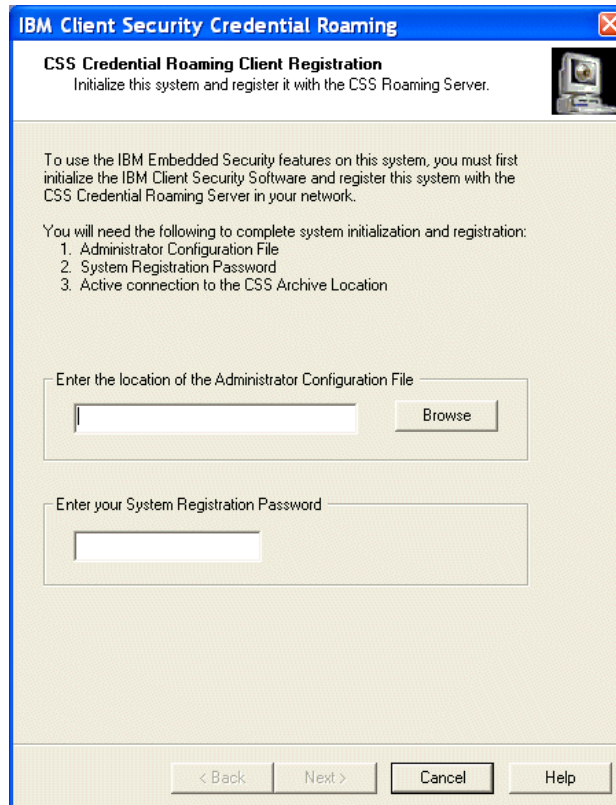 IBM Client Security Credential Roaming
CSS Credential Roaming Client Registration
Initialize this system and register it with the CSS Roaming Server.
To use the IBM Embedded Security features on this system, you must first
initialize the IBM Client Security Software and register this system with the
CSS Credential Roaming Server in your network.
You will need the following to complete system initialization and registration:
1. Administrator Configuration File
2. System Registration Password
3. Active connection to the CSS Archive Location
Enter the location of the Administrator Configuration File
Browse
Enter your System Registration Password
< Back
Next >
Cancel
Help